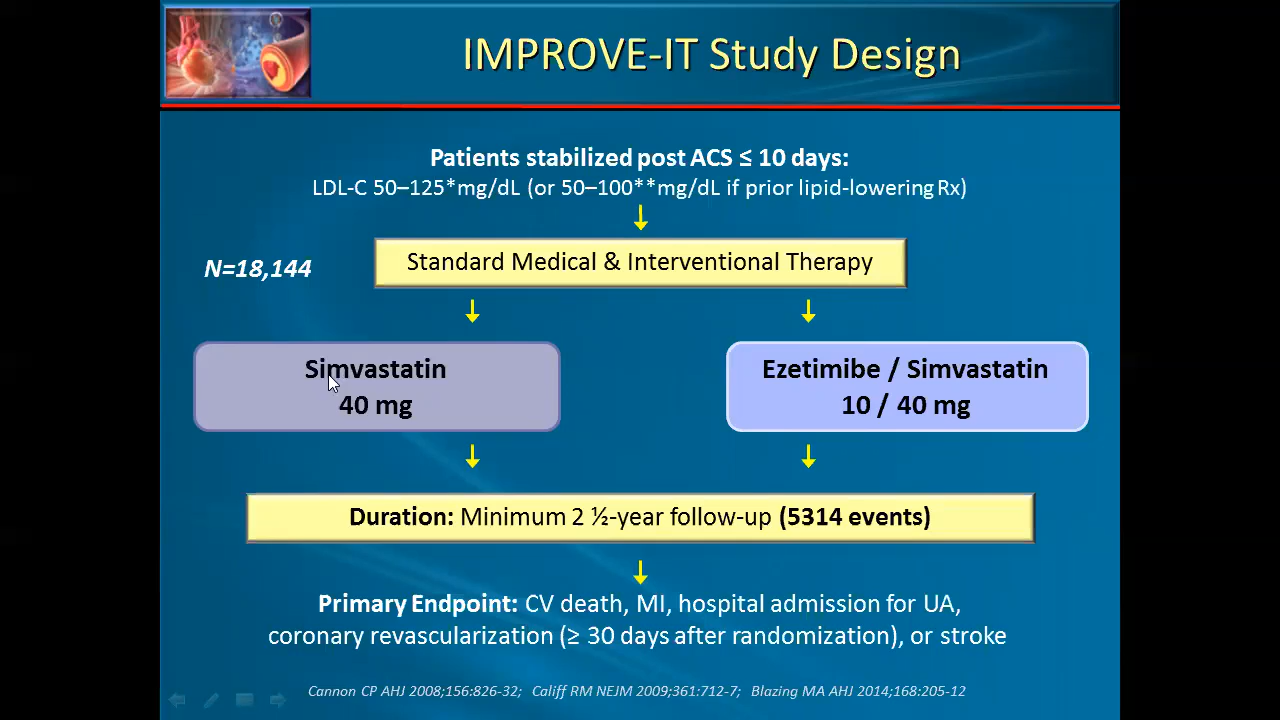 IMPROVE-IT Study Design
Patients stabilized post ACS ≤ 10 days:
LDL-C 50–125*mg/dL (or 50–100**mg/dL if prior lipid-lowering Rx)
N=18,144
Standard Medical & Interventional Therapy
Simvastatin
40 mg
Ezetimibe / Simvastatin
10 / 40 mg
Duration: Minimum 2 ½-year follow-up (5314 events)
Primary Endpoint: CV death, MI, hospital admission for UA,
coronary revascularization (≥ 30 days after randomization), or stroke
Cannon CP AHJ 2008;156:826-32; Califf RM NEJM 2009;361:712-7; Blazing MA AHJ 2014;168:205-12